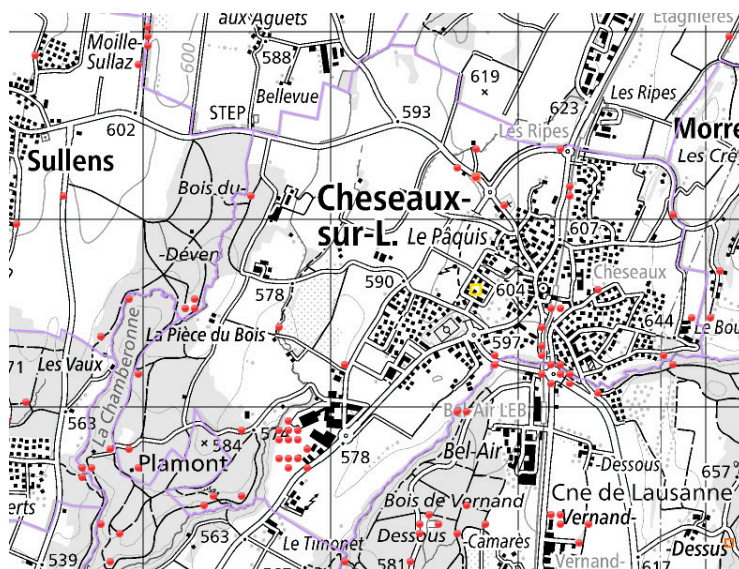 Etagnières
aux Aguets
Moille-
Sullaz
588
600
619
Bellevue
Les Ripes
602
STEP
593
623
Les Ripes
Morre
Sullens
Les Cre
Bois du-
Cheseaux-
sur-L.
Le Pâquis
607
-Déven
578
590
604
Cheseaux
644
La Chamberonne
La Pièce du Bois
597
Le Bou
71
Les Vaux
563
Bel-Air LEB
584
578
Plamont
Bel-Air
-Dessous
657
erts
Bois de Vernand
Dessous
Cne de Lausanne
Vernand-
539
563
Le Timonet
581
Camarès
Vernand-
-Dessus
617